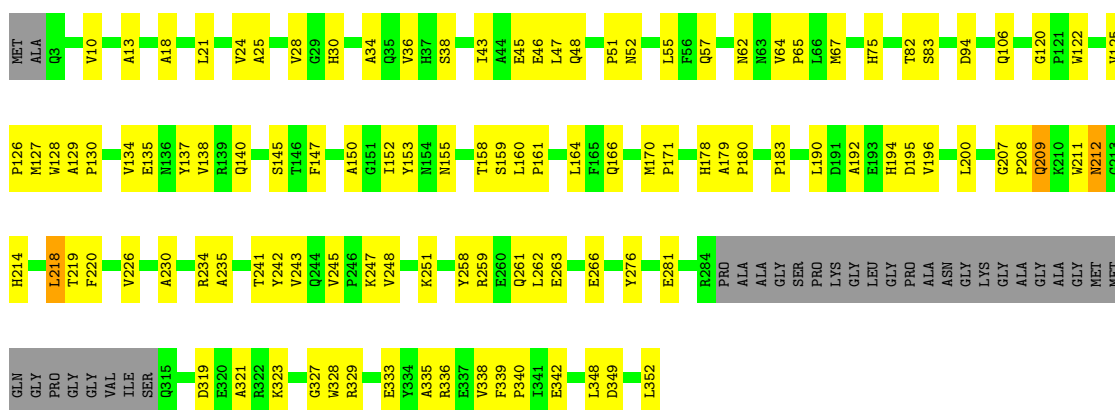 MET ALA Q3 V10 A13 A18 L21 V24 A25 V28 G29 H30 A34 Q35 V36 H37 S38 I43 A44 E45 E46 L47 Q48 P51 N52 L55 F56 Q57 N62 N63 V64 P65 L66 M67 H75 T82 S83 D94 Q106 G120 P121 W122 V125
P126 M127 W128 A129 P130 V134 E135 N136 Y137 V138 R139 Q140 S145 T146 F147 A150 G151 I152 Y153 N154 N155 T158 S159 L160 P161 L164 F165 Q166 M170 P171 H178 A179 P180 P183 L190 D191 A192 E193 H194 D195 V196 L200 G207 P208 Q209 K210 W211 N212 G213
H214 L218 T219 F220 V226 A230 R234 A235 T241 Y242 V243 Q244 V245 P246 K247 V248 K251 Y258 R259 E260 Q261 L262 E263 E266 Y276 E281 R284 PRO ALA ALA GLY SER PRO LYS GLY LEU GLY PRO ALA ASN GLY LYS GLY ALA GLY ALA GLY MET MET
GLN GLY PRO GLY GLY VAL ILE SER Q315 D319 E320 A321 R322 K323 G327 W328 R329 E333 Y334 A335 R336 E337 V338 F339 P340 I341 E342 L348 D349 L352